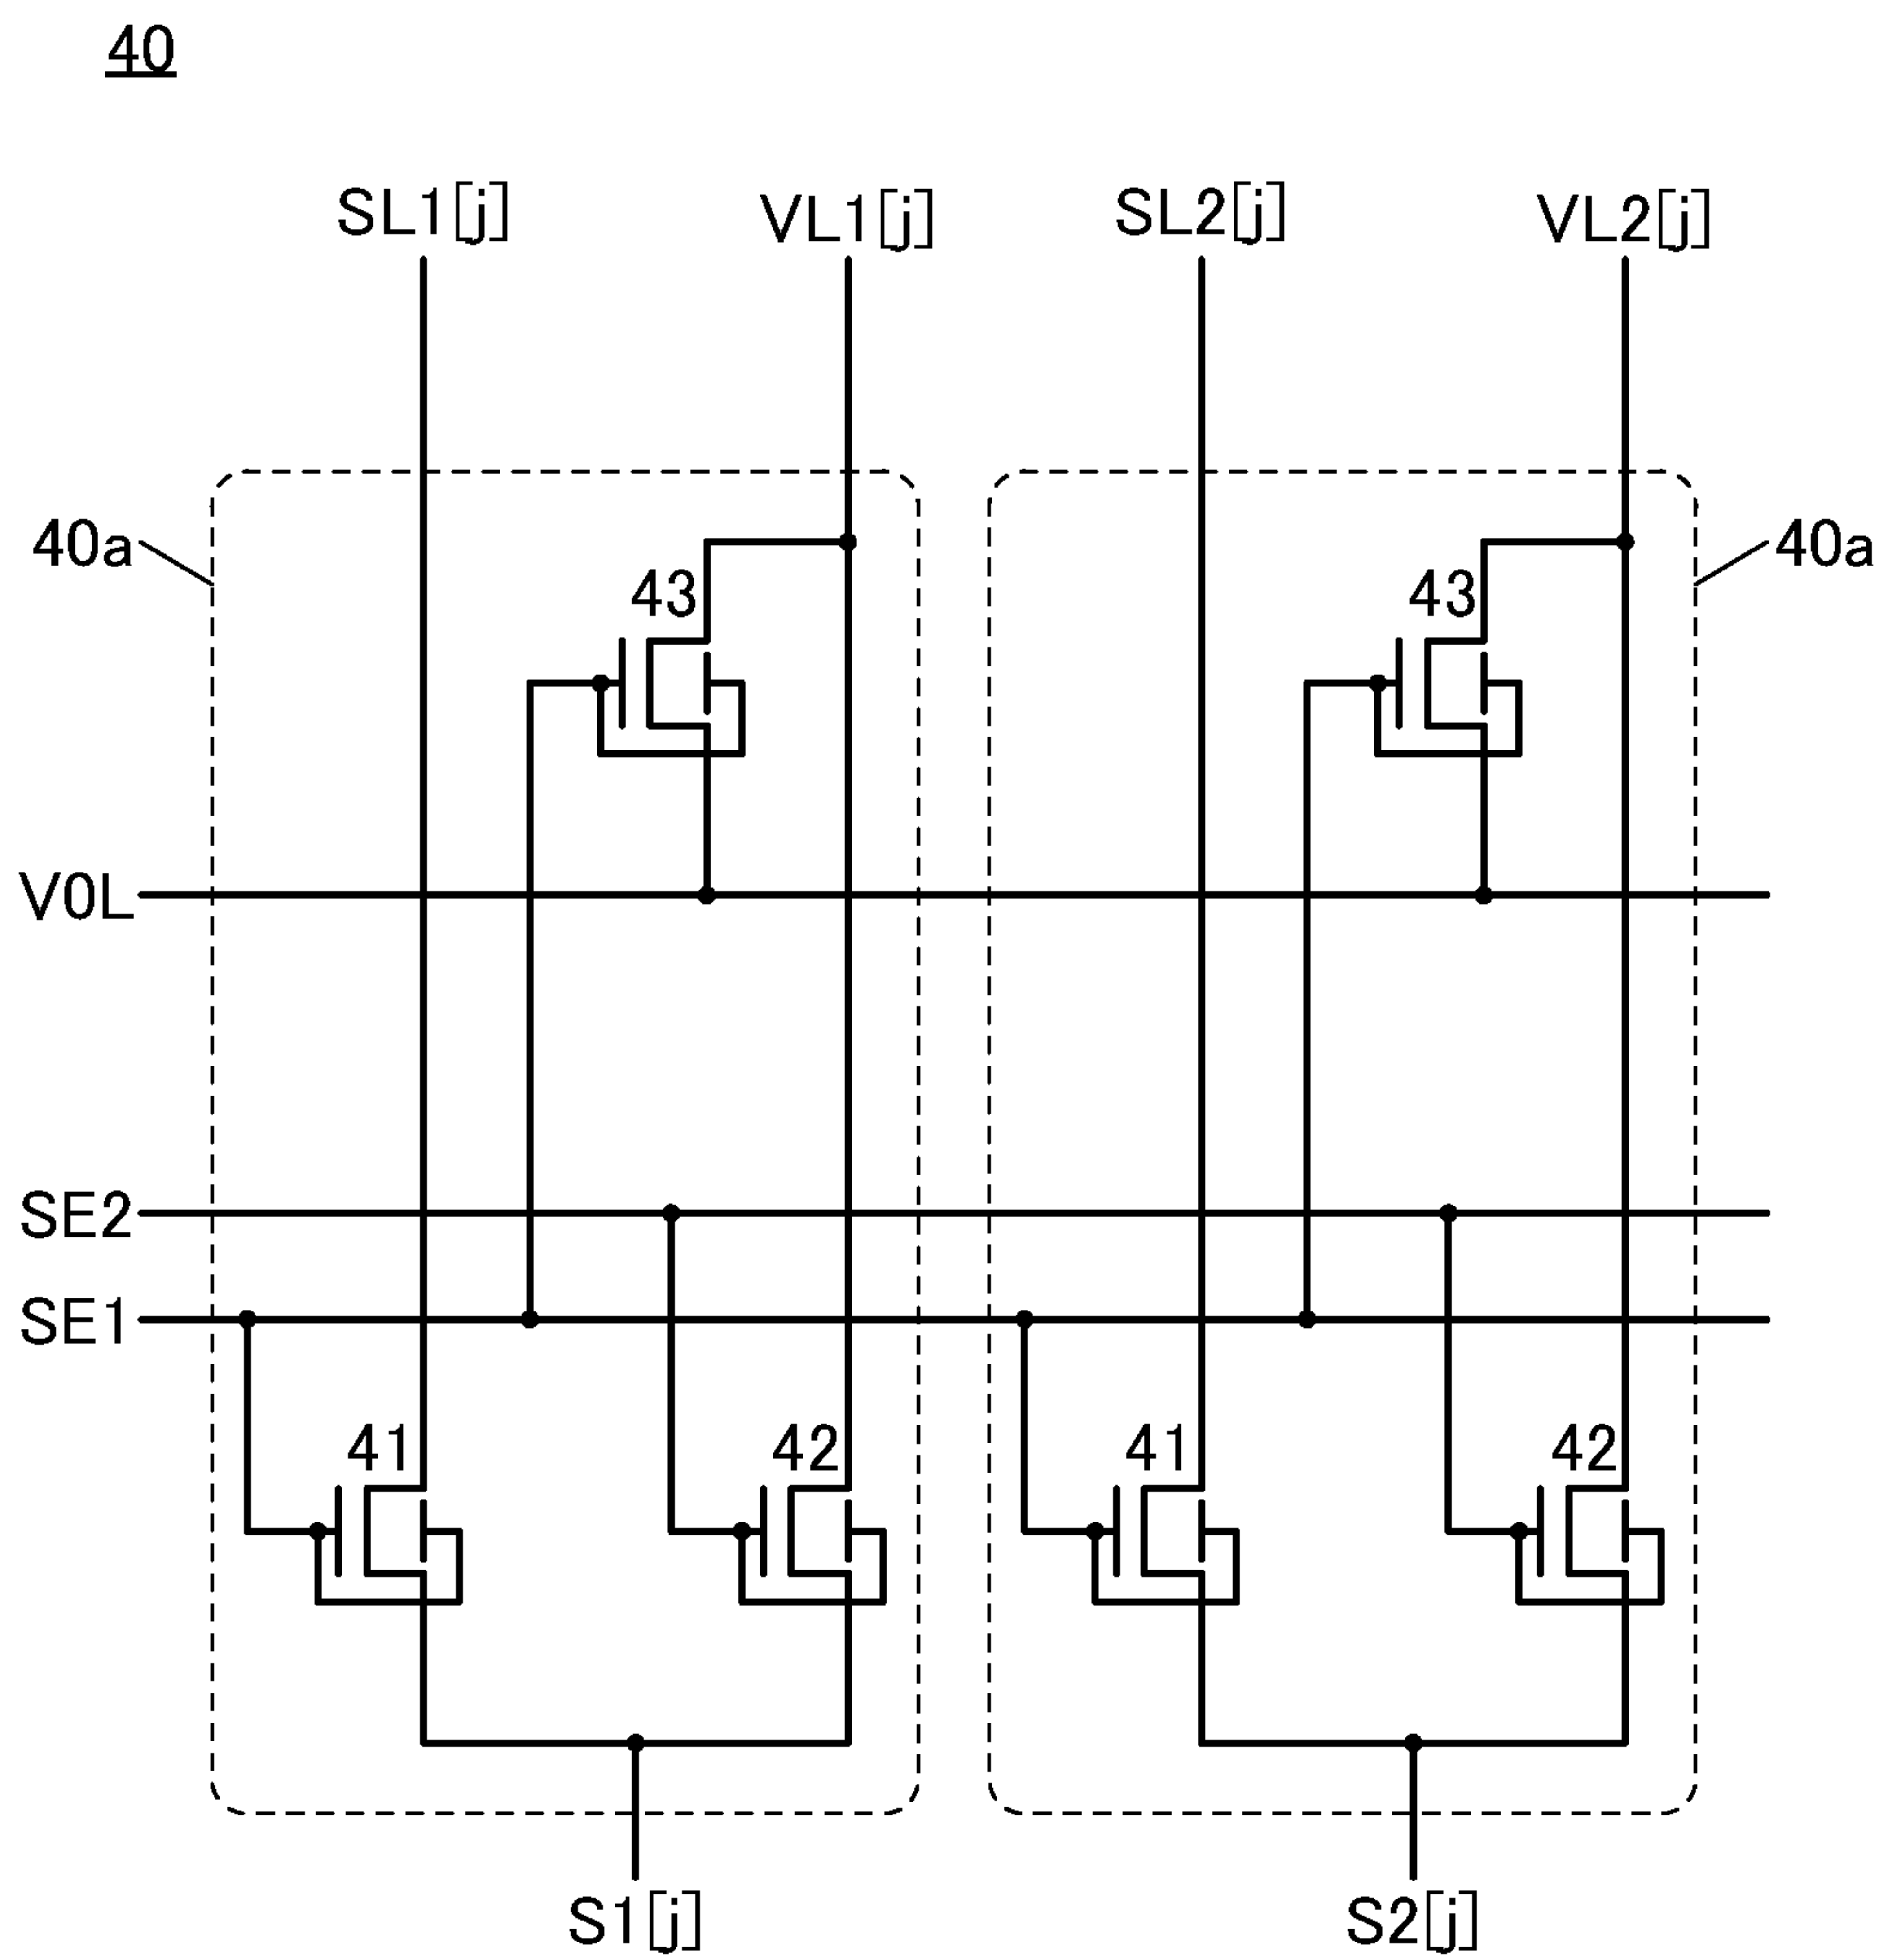 40
SL1[j] VL1[j] SL2[j] VL2[j]
40a 40a
43 43
V0L
SE2
SE1
41 42 41 42
S1[j] S2[j]